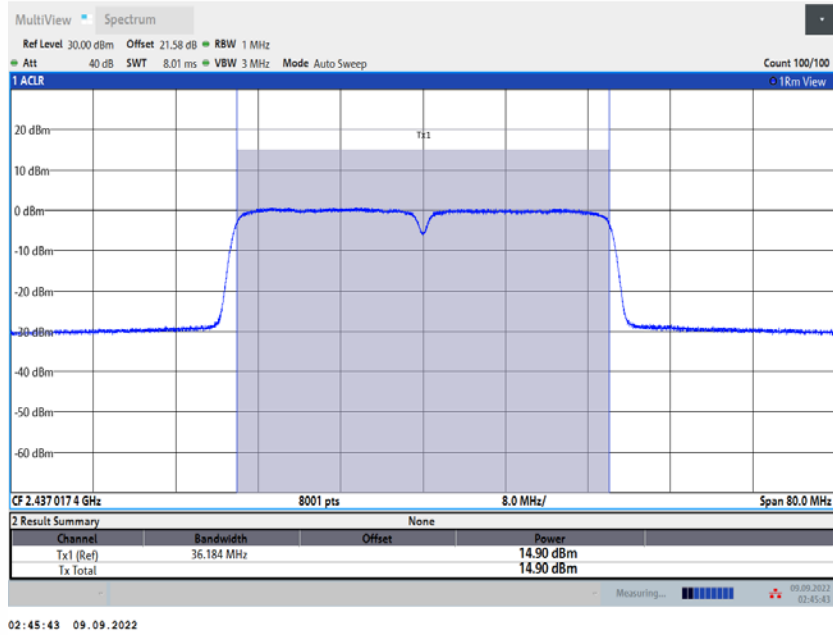 MultiView Spectrum
Ref Level 30.00 dBm Offset 21.58 dB RBW 1 MHz
Att 40 dB SWT 8.01 ms VBW 3 MHz Mode Auto Sweep Count 100/100
1 ACLR 1Rm View
20 dBm
Tx1
10 dBm
0 dBm
-10 dBm
-20 dBm
-30 dBm
-40 dBm
-50 dBm
-60 dBm
CF 2.437 017 4 GHz 8001 pts 8.0 MHz/ Span 80.0 MHz
2 Result Summary None
Channel Bandwidth Offset Power
Tx1 (Ref) 36.184 MHz 14.90 dBm
Tx Total 14.90 dBm
Measuring... 09.09.2022
02:45:43
02:45:43 09.09.2022